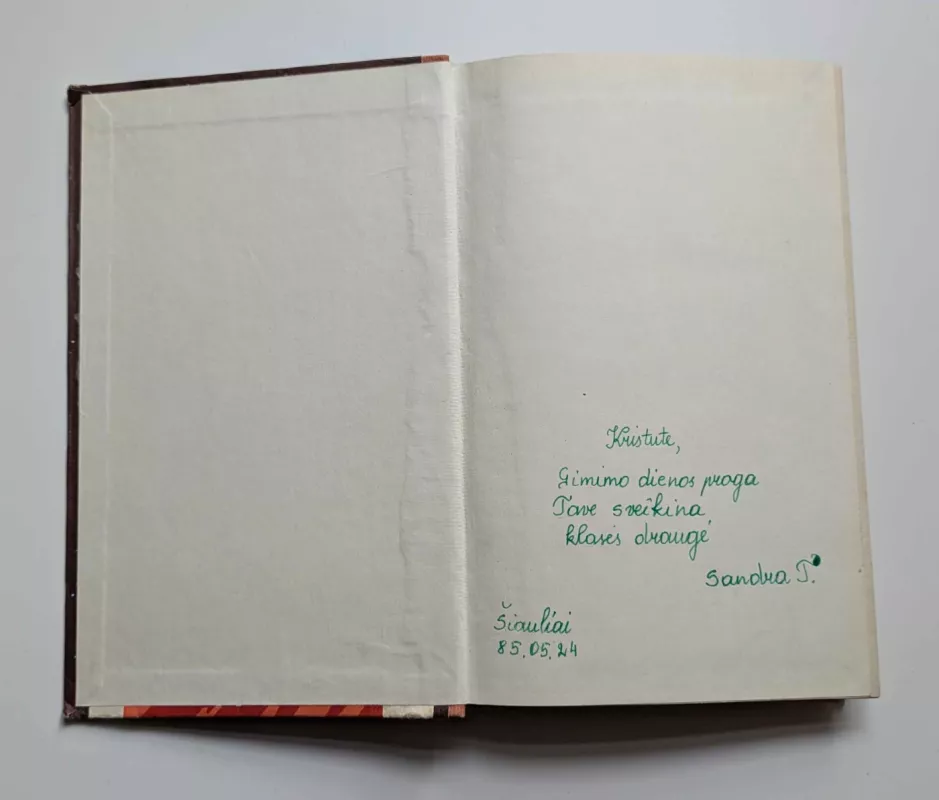 Kristute,
Gimimo dienos proga
Tave sveikina
klasės draugė
Sandra T.
Šiauliai
85.05.24